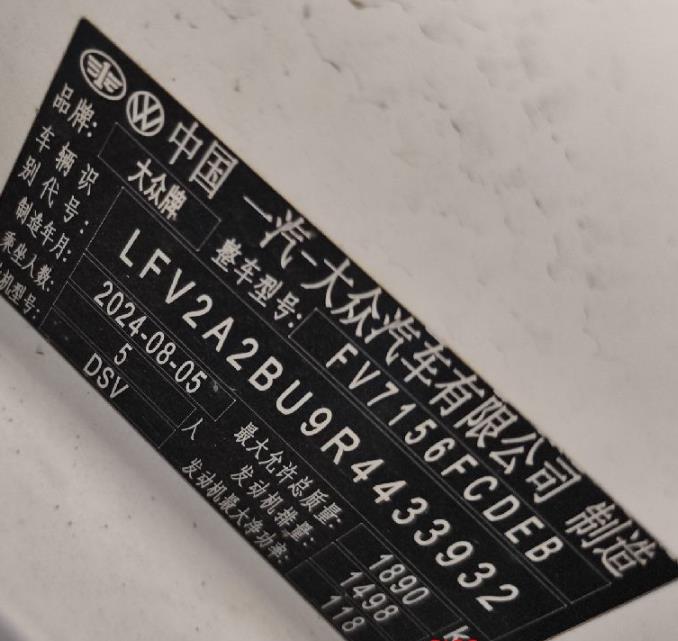 中国 一汽-大众汽车有限公司 制造
品牌: 大众牌 整车型号: FV7156FCDEB
车辆识别代号: LFV2A2BU9R4433932
制造年月: 2024-08-05 最大允许总质量: 1890
乘坐人数: 5 人 发动机排量: 1498
机型号: DSV 发动机最大净功率: 118